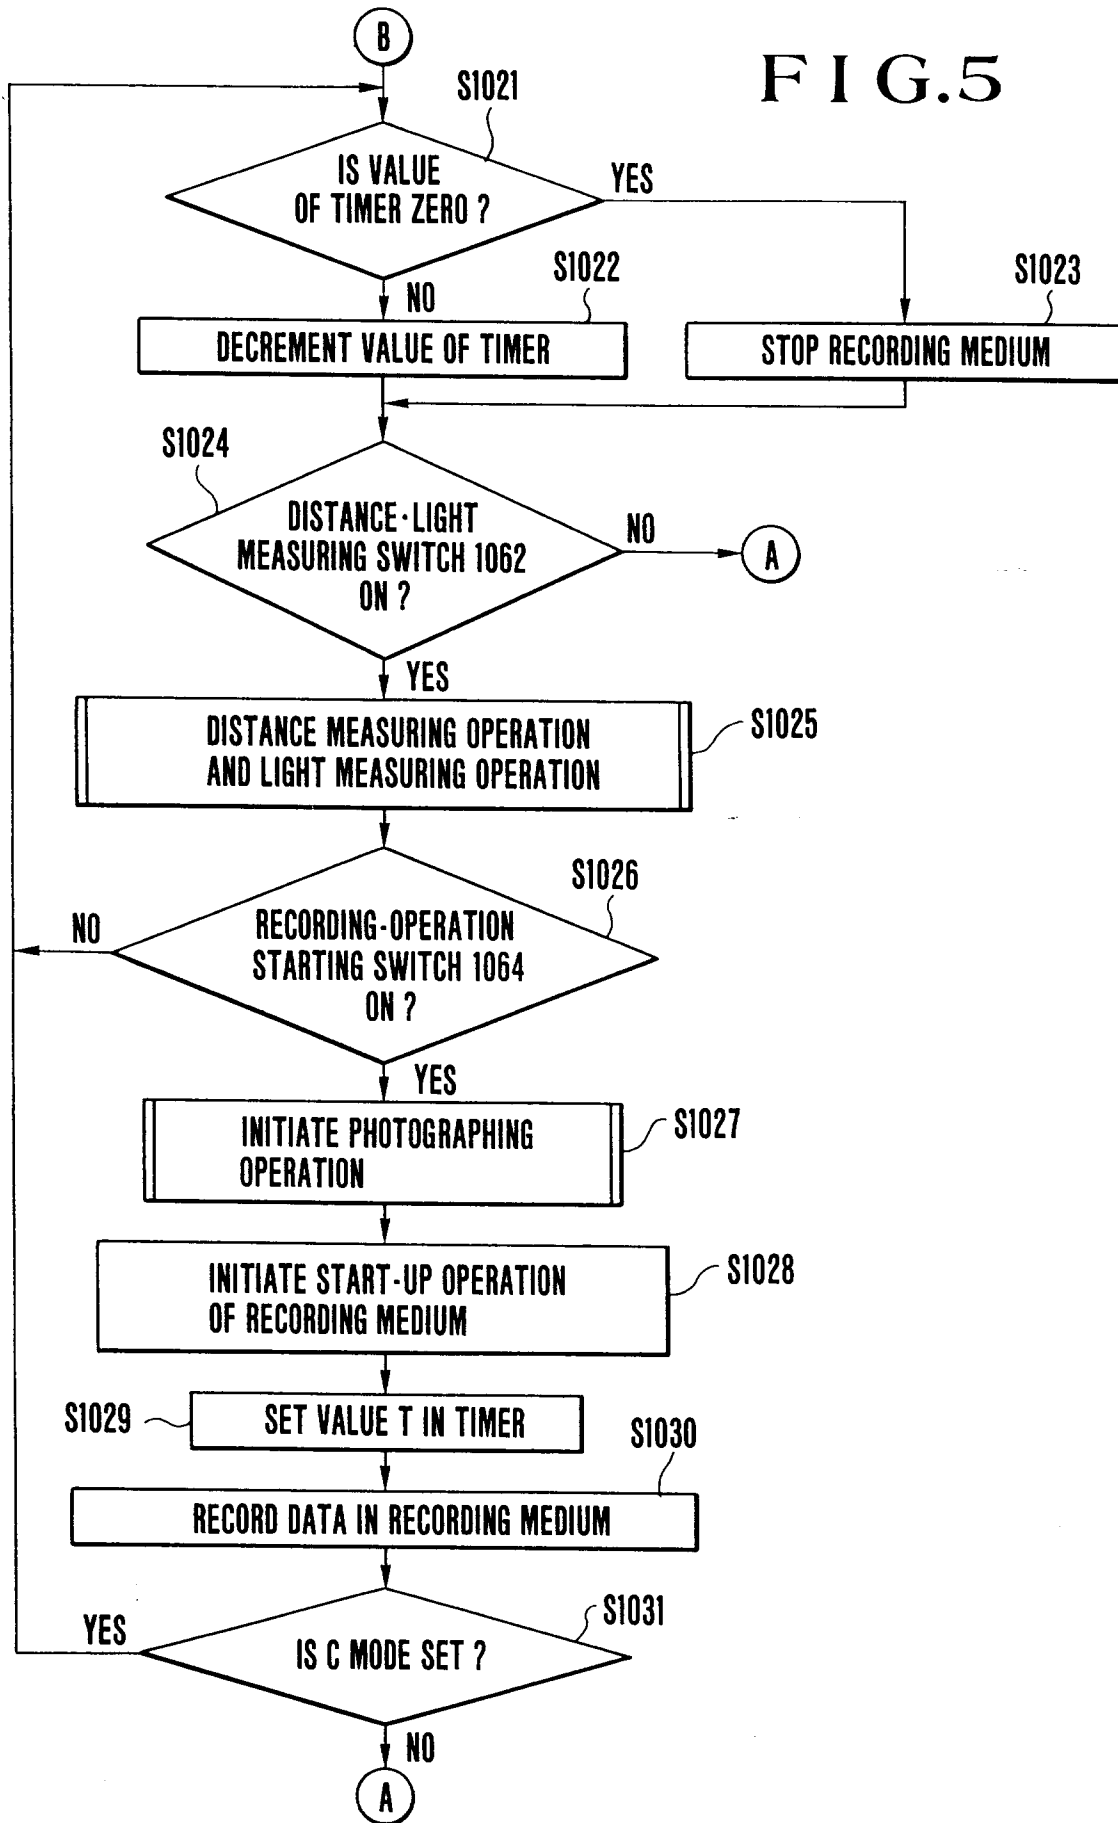 B
FIG.5
S1021
IS VALUE
OF TIMER ZERO ?
YES
NO
S1022
S1023
DECREMENT VALUE OF TIMER
STOP RECORDING MEDIUM
S1024
DISTANCE·LIGHT
MEASURING SWITCH 1062
ON ?
NO
A
YES
DISTANCE MEASURING OPERATION
AND LIGHT MEASURING OPERATION
S1025
S1026
RECORDING-OPERATION
STARTING SWITCH 1064
ON ?
NO
YES
INITIATE PHOTOGRAPHING
OPERATION
S1027
INITIATE START-UP OPERATION
OF RECORDING MEDIUM
S1028
S1029
SET VALUE T IN TIMER
S1030
RECORD DATA IN RECORDING MEDIUM
S1031
YES
IS C MODE SET ?
NO
A